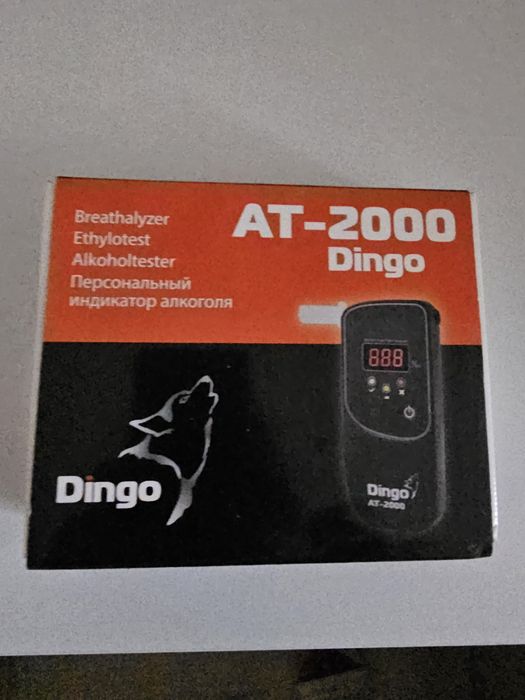 Breathalyzer
Ethylotest
Alkoholtester
Персональный
индикатор алкоголя
AT-2000
Dingo
888
Dingo
Dingo
AT-2000